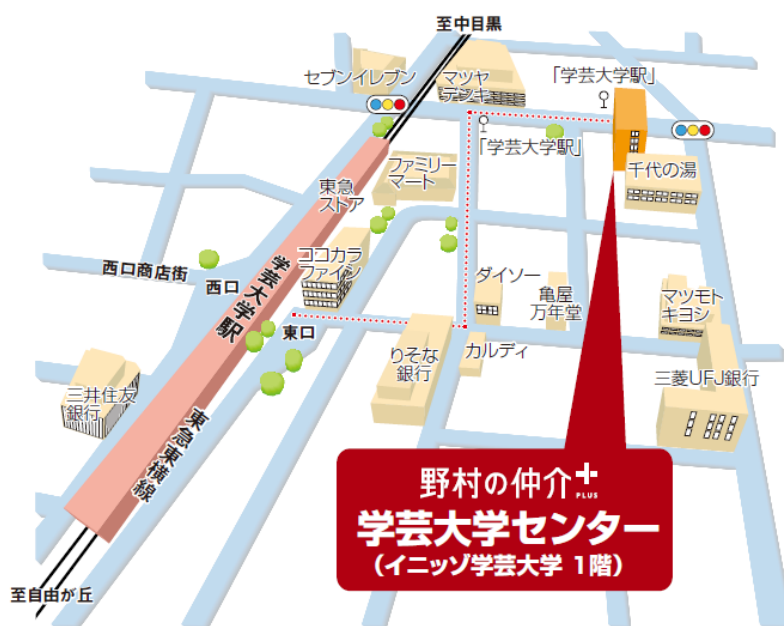 至中目黒
セブンイレブン
マツヤ
デンキ
「学芸大学駅」
「学芸大学駅」
ファミリー
マート
千代の湯
東急
ストア
西口商店街
西口
学芸大学駅
ココカラ
ファイン
東口
ダイソー
亀屋
万年堂
マツモト
キヨシ
りそな
銀行
カルディ
三菱UFJ銀行
三井住友
銀行
東急東横線
至自由が丘
野村の仲介+
PLUS
学芸大学センター
(イニッゾ学芸大学 1階)